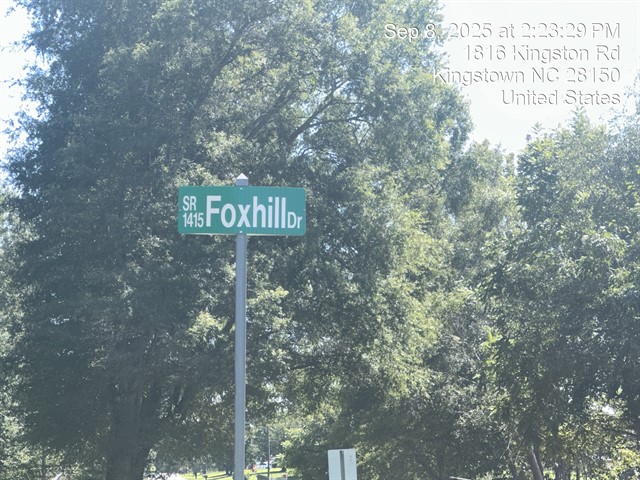 Sep 8, 2025 at 2:23:29 PM
1816 Kingston Rd
Kingstown NC 28150
United States
SR
1415 Foxhill Dr